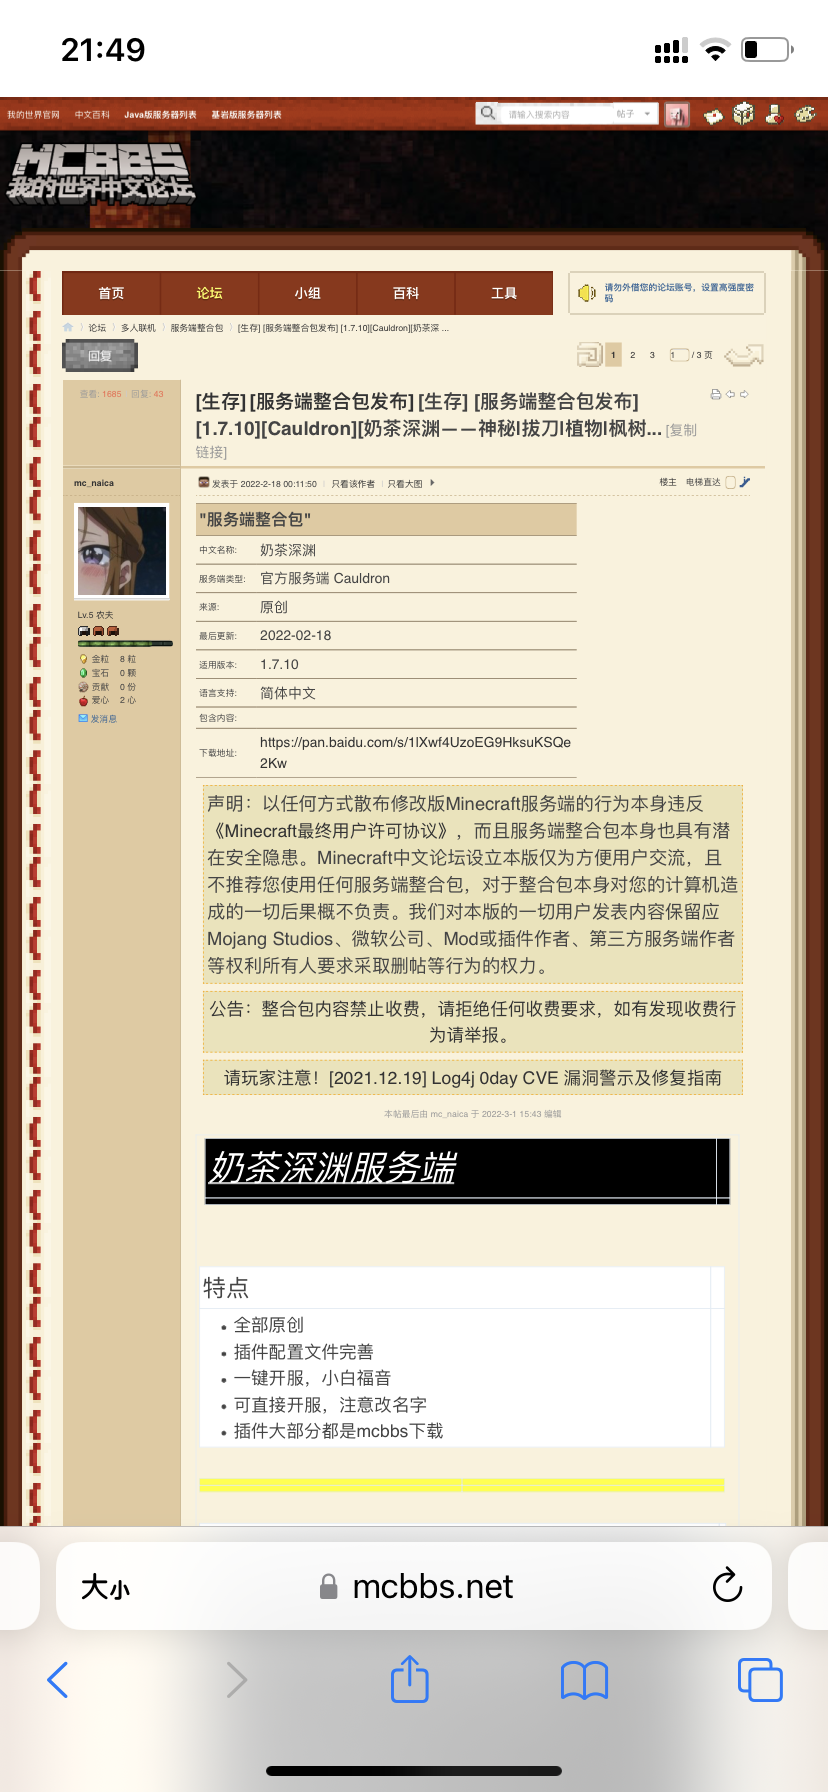 21:49
我的世界官网 中文百科 Java版服务器列表 基岩版服务器列表 请输入搜索内容 帖子
MCBBS
我的世界中文论坛
首页 论坛 小组 百科 工具
请勿外借您的论坛账号，设置高强度密
码
论坛 多人联机 服务端整合包 [生存] [服务端整合包发布] [1.7.10][Cauldron][奶茶深 ...
回复
1 2 3 1 / 3 页
查看: 1685 回复: 43
[生存] [服务端整合包发布] [生存] [服务端整合包发布]
[1.7.10][Cauldron][奶茶深渊——神秘|拔刀|植物|枫树... [复制
链接]
mc_naica
发表于 2022-2-18 00:11:50 只看该作者 只看大图
楼主 电梯直达
Lv.5 农夫
金粒 8 粒
宝石 0 颗
贡献 0 份
爱心 2 心
发消息
"服务端整合包"
中文名称: 奶茶深渊
服务端类型: 官方服务端 Cauldron
来源: 原创
最后更新: 2022-02-18
适用版本: 1.7.10
语言支持: 简体中文
包含内容:
下载地址: https://pan.baidu.com/s/1lXwf4UzoEG9HksuKSQe
2Kw
声明：以任何方式散布修改版Minecraft服务端的行为本身违反
《Minecraft最终用户许可协议》，而且服务端整合包本身也具有潜
在安全隐患。Minecraft中文论坛设立本版仅为方便用户交流，且
不推荐您使用任何服务端整合包，对于整合包本身对您的计算机造
成的一切后果概不负责。我们对本版的一切用户发表内容保留应
Mojang Studios、微软公司、Mod或插件作者、第三方服务端作者
等权利所有人要求采取删帖等行为的权力。
公告：整合包内容禁止收费，请拒绝任何收费要求，如有发现收费行
为请举报。
请玩家注意！[2021.12.19] Log4j 0day CVE 漏洞警示及修复指南
本帖最后由 mc_naica 于 2022-3-1 15:43 编辑
奶茶深渊服务端
特点
• 全部原创
• 插件配置文件完善
• 一键开服，小白福音
• 可直接开服，注意改名字
• 插件大部分都是mcbbs下载
大小 mcbbs.net